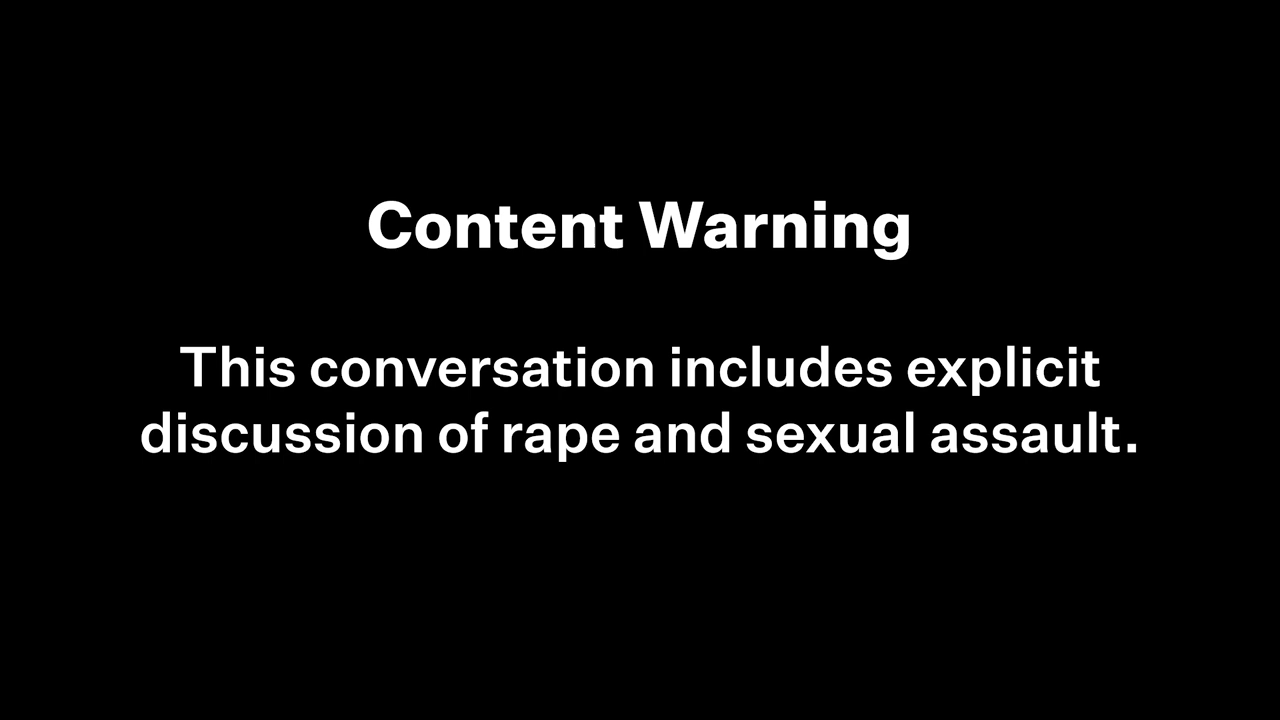 Content Warning
This conversation includes explicit
discussion of rape and sexual assault.